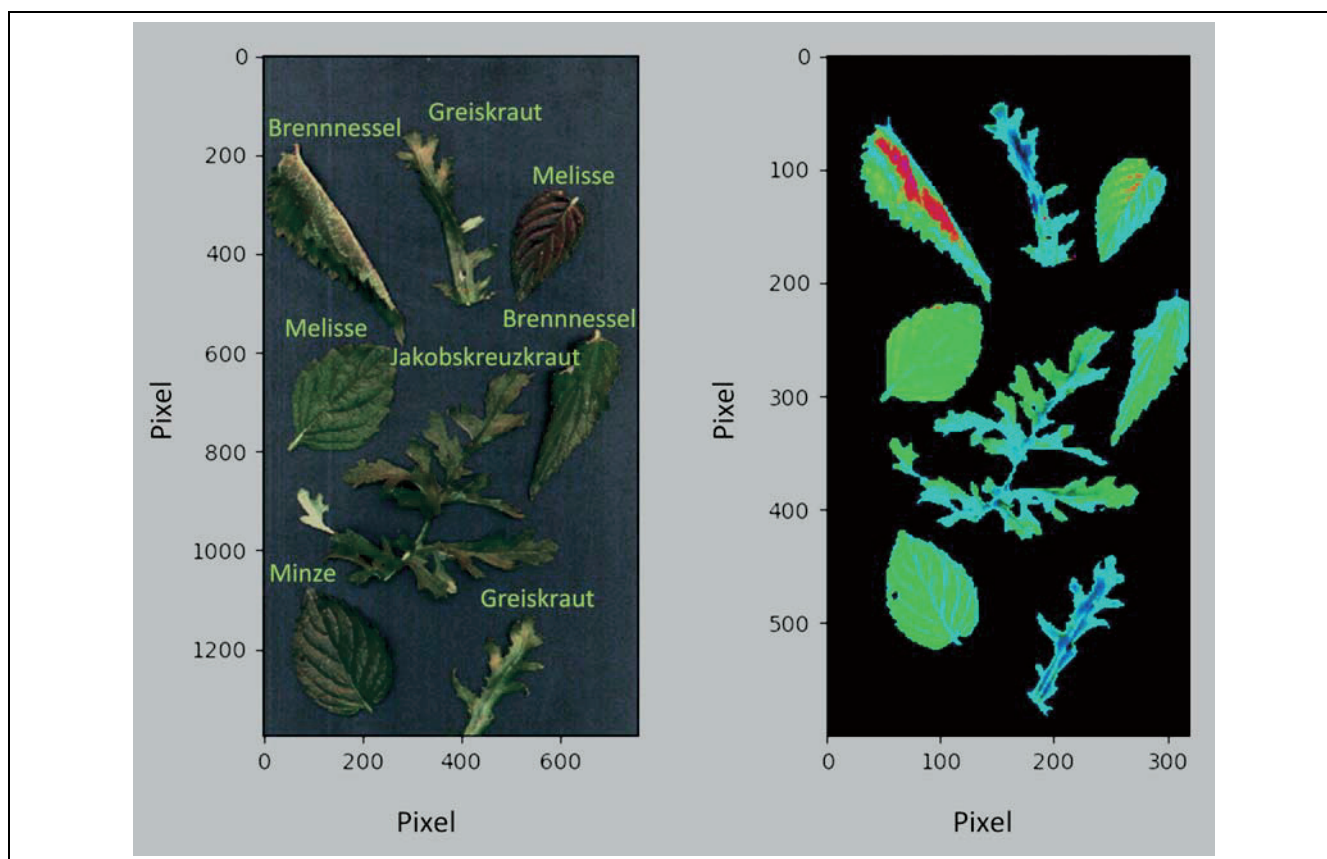 0
200
400
600
800
1000
1200
Pixel
Greiskraut
Brennnessel
Melisse
Brennnessel
Melisse
Jakobskreuzkraut
Minze
Greiskraut
0 200 400 600
Pixel
0
100
200
300
400
500
Pixel
0 100 200 300
Pixel